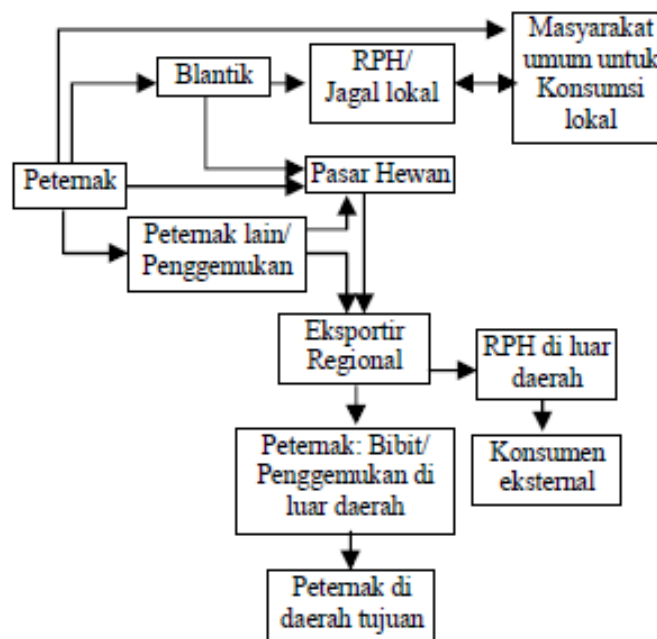 Masyarakat
umum untuk
Konsumsi
lokal
RPH/
Jagal lokal
Blantik
Peternak
Pasar Hewan
Peternak lain/
Penggemukan
Eksportir
Regional
RPH di luar
daerah
Peternak: Bibit/
Penggemukan di
luar daerah
Konsumen
eksternal
Peternak di
daerah tujuan